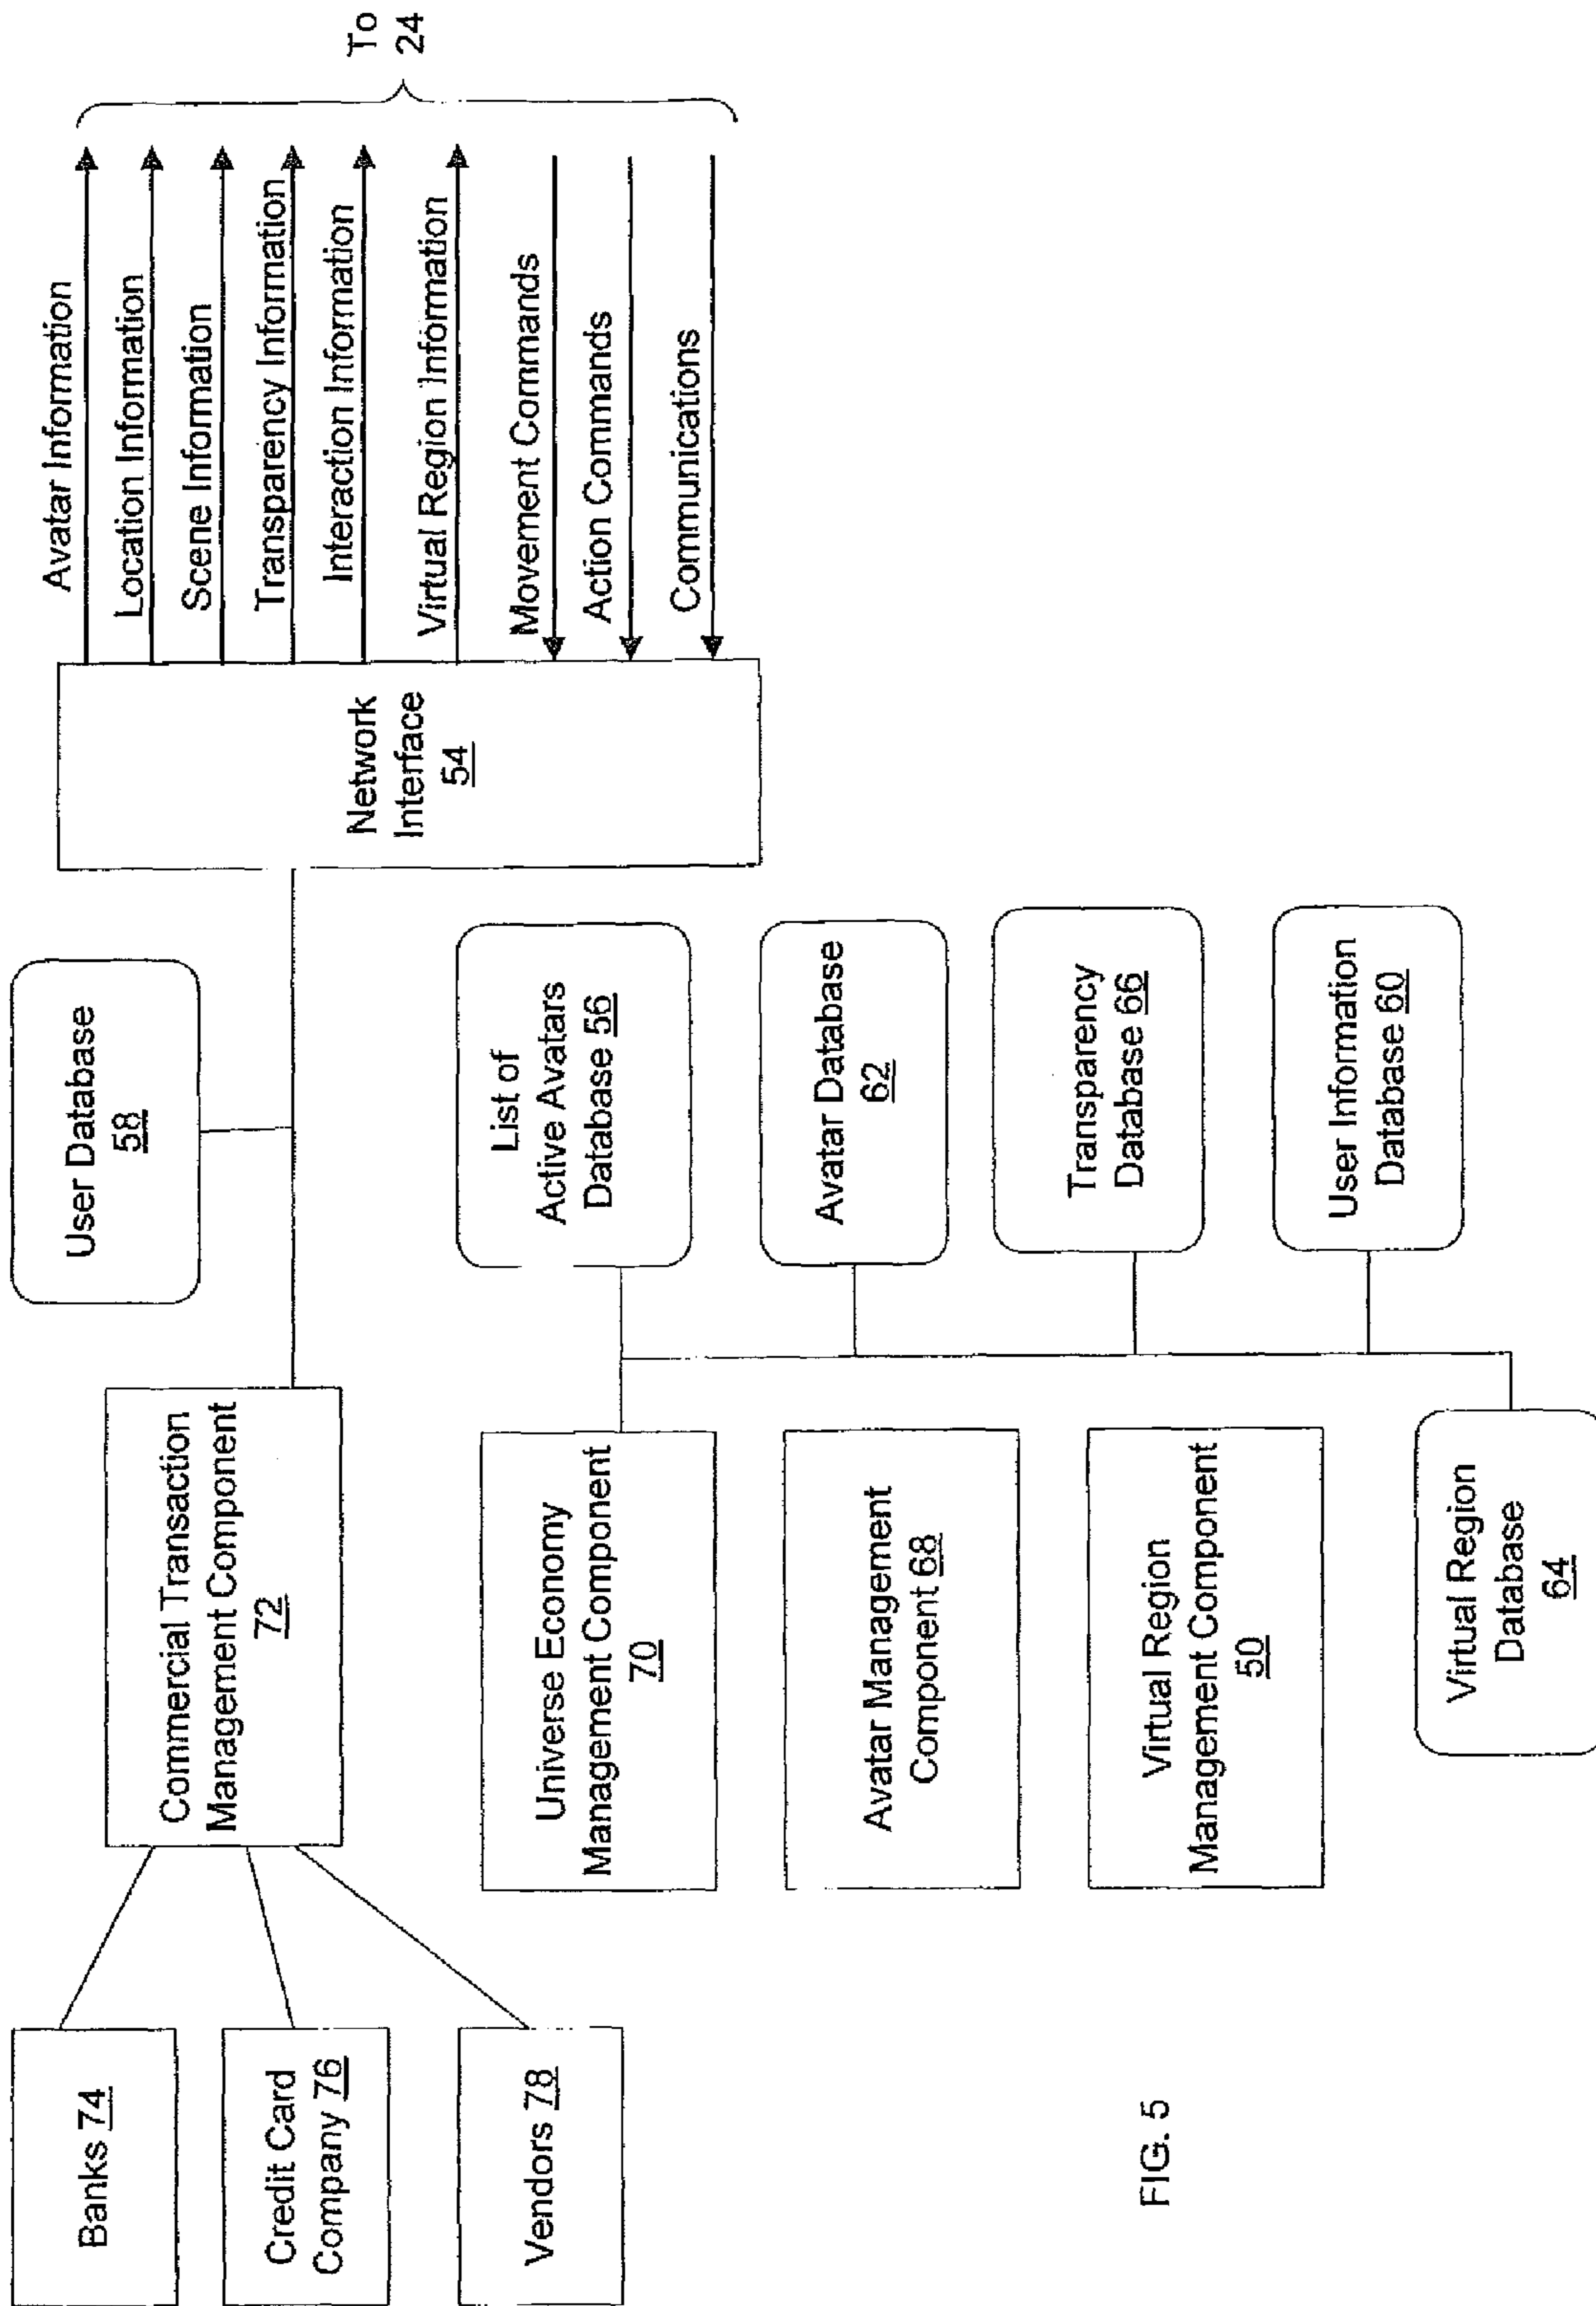 Banks 74
Credit Card
Company 76
Vendors 78
Commercial Transaction
Management Component
72
Universe Economy
Management Component
70
Avatar Management
Component 68
Virtual Region
Management Component
50
Virtual Region
Database
64
User Database
58
List of
Active Avatars
Database 56
Avatar Database
62
Transparency
Database 66
User Information
Database 60
Network
Interface
54
Avatar Information
Location Information
Scene Information
Transparency Information
Interaction Information
Virtual Region Information
Movement Commands
Action Commands
Communications
To
24
FIG. 5